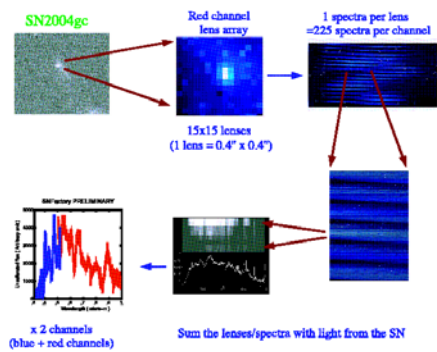 SN2004gc
Red channel
lens array
1 spectra per lens
=225 spectra per channel
15x15 lenses
(1 lens = 0.4" x 0.4")
SNFactory PRELIMINARY
x 2 channels
(blue + red channels)
Sum the lenses/spectra with light from the SN